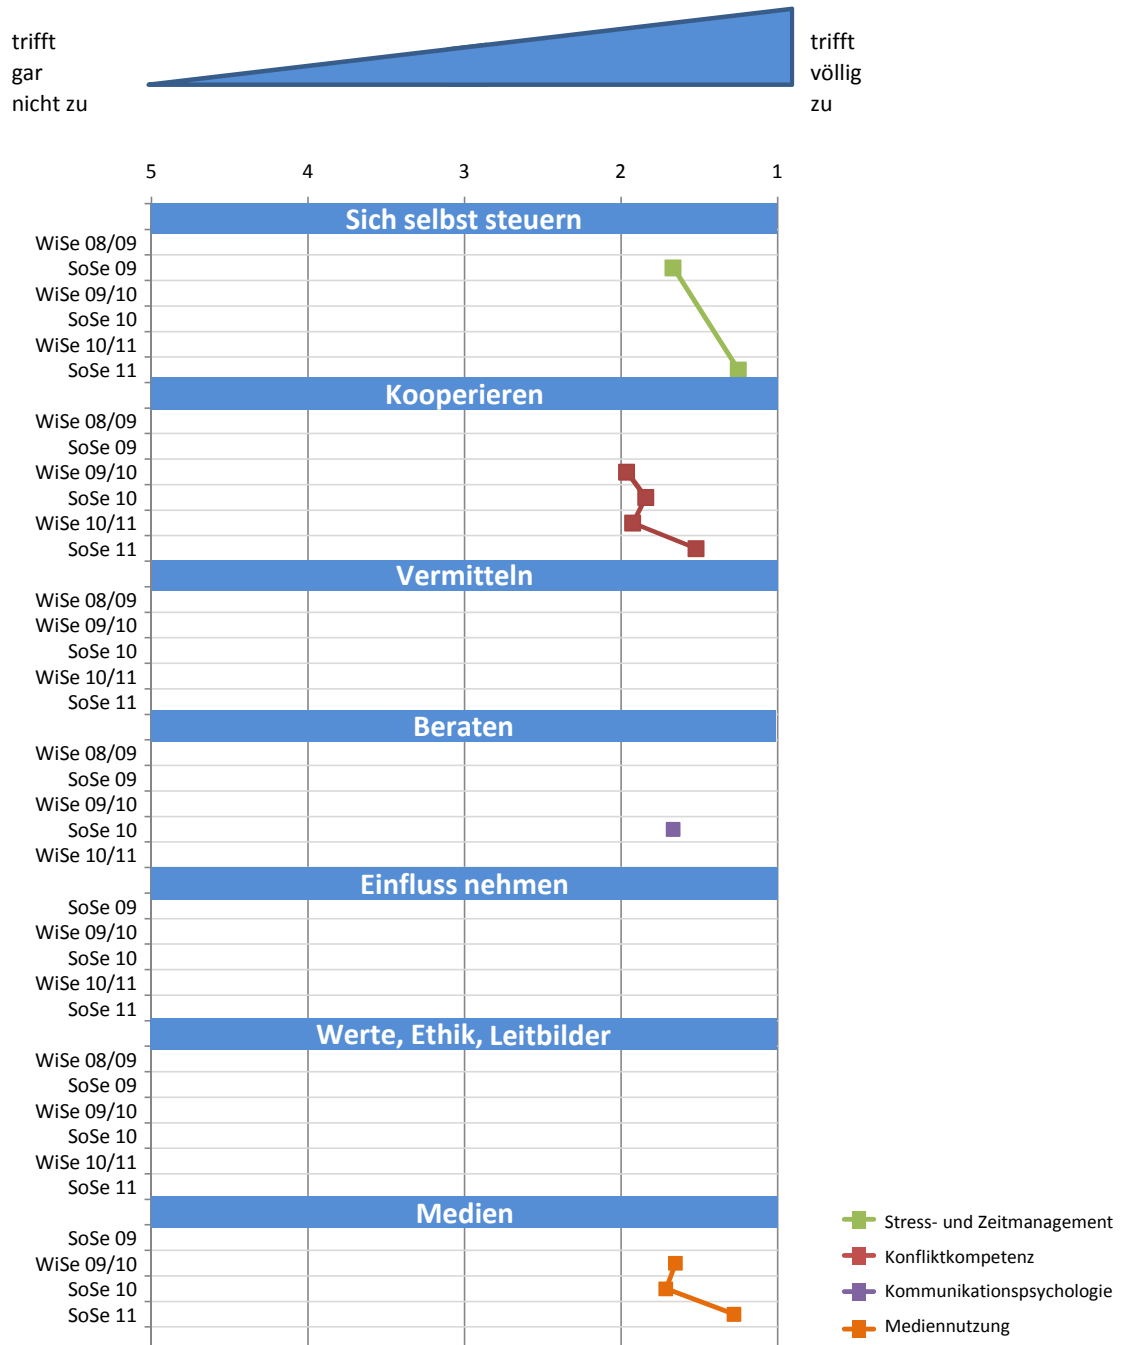 trifft
gar
nicht zu
trifft
völlig
zu
5 4 3 2 1
Sich selbst steuern
WiSe 08/09
SoSe 09
WiSe 09/10
SoSe 10
WiSe 10/11
SoSe 11
Kooperieren
WiSe 08/09
SoSe 09
WiSe 09/10
SoSe 10
WiSe 10/11
SoSe 11
Vermitteln
WiSe 08/09
WiSe 09/10
SoSe 10
WiSe 10/11
SoSe 11
Beraten
WiSe 08/09
SoSe 09
WiSe 09/10
SoSe 10
WiSe 10/11
Einfluss nehmen
SoSe 09
WiSe 09/10
SoSe 10
WiSe 10/11
SoSe 11
Werte, Ethik, Leitbilder
WiSe 08/09
SoSe 09
WiSe 09/10
SoSe 10
WiSe 10/11
SoSe 11
Medien
SoSe 09
WiSe 09/10
SoSe 10
SoSe 11
Stress- und Zeitmanagement
Konfliktkompetenz
Kommunikationspsychologie
Mediennutzung